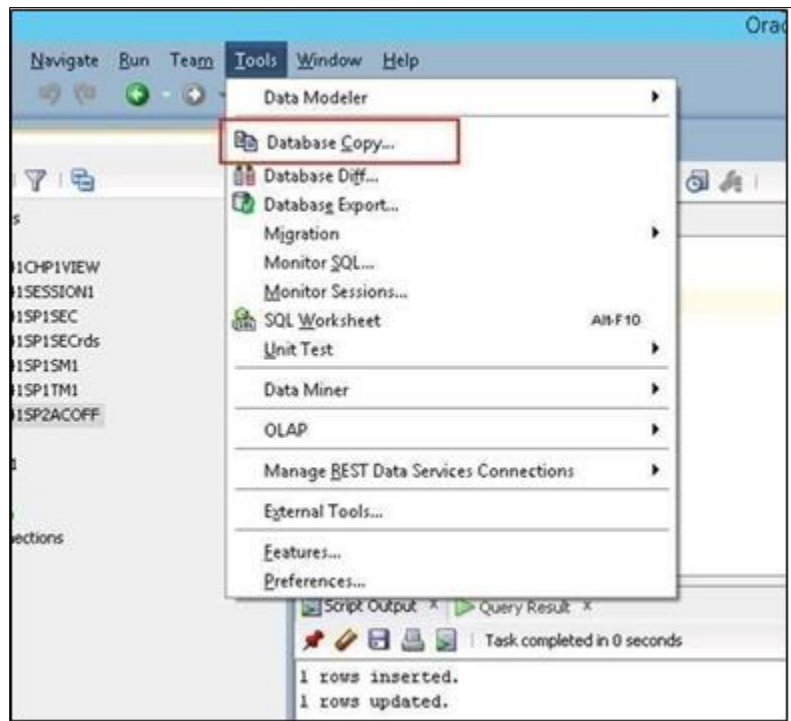 Orac
Navigate Run Team Tools Window Help
Data Modeler
Database Copy...
Database Diff...
Database Export...
Migration
Monitor SQL...
Monitor Sessions...
SQL Worksheet Alt-F10
Unit Test
Data Miner
OLAP
Manage REST Data Services Connections
External Tools...
Features...
Preferences...
s
1CHP1VIEW
1SESSION1
1SP1SEC
1SP1SECrds
1SP1SM1
1SP1TM1
1SP2ACOFF
ections
Script Output x Query Result x
Task completed in 0 seconds
1 rows inserted.
1 rows updated.